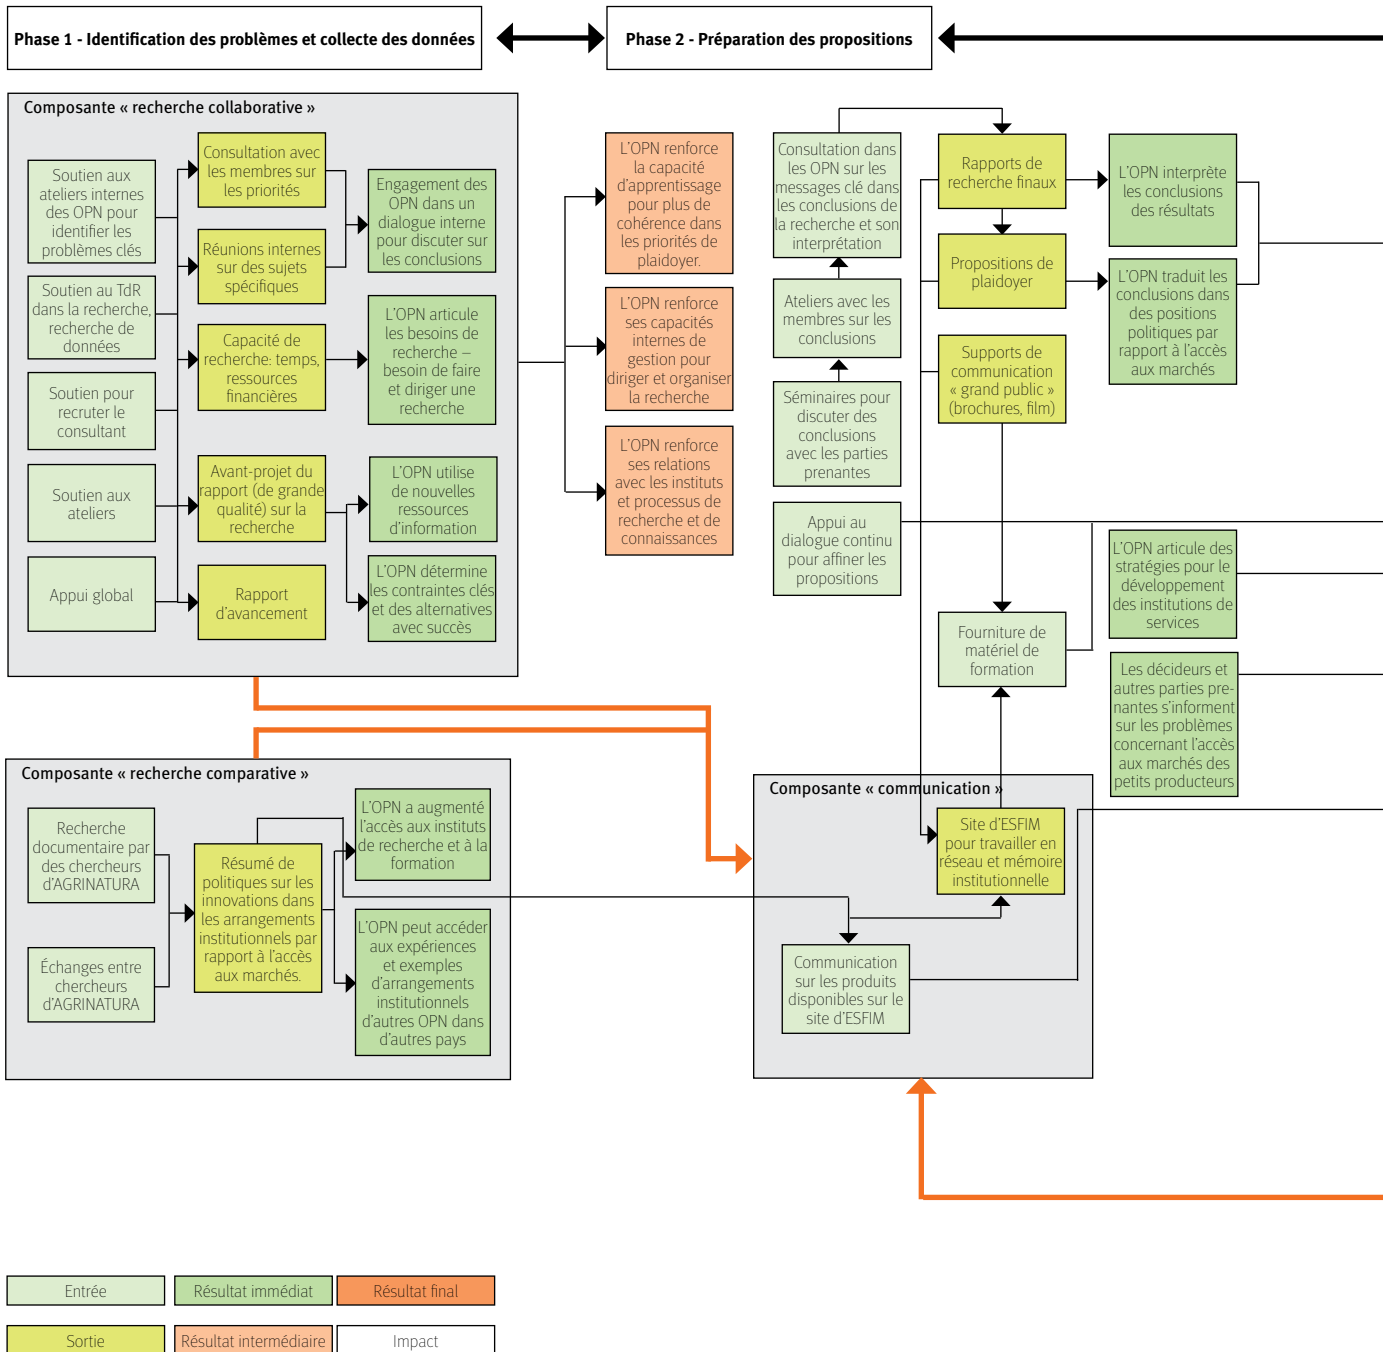 Phase 1 - Identification des problèmes et collecte des données
Phase 2 - Préparation des propositions
Composante « recherche collaborative »
Soutien aux
ateliers internes
des OPN pour
identifier les
problèmes clés
Soutien au TdR
dans la recherche,
recherche de
données
Soutien pour
recruter le
consultant
Soutien aux
ateliers
Appui global
Consultation avec
les membres sur
les priorités
Réunions internes
sur des sujets
spécifiques
Capacité de
recherche: temps,
ressources
financières
Avant-projet du
rapport (de grande
qualité) sur la
recherche
Rapport
d'avancement
Engagement des
OPN dans un
dialogue interne
pour discuter sur
les conclusions
L'OPN articule
les besoins de
recherche –
besoin de faire
et diriger une
recherche
L'OPN utilise
de nouvelles
ressources
d'information
L'OPN détermine
les contraintes clés
et des alternatives
avec succès
L'OPN renforce
la capacité
d'apprentissage
pour plus de
cohérence dans
les priorités de
plaidoyer.
L'OPN renforce
ses capacités
internes de
gestion pour
diriger et organiser
la recherche
L'OPN renforce
ses relations
avec les instituts
et processus de
recherche et de
connaissances
Consultation dans
les OPN sur les
messages clé dans
les conclusions de
la recherche et son
interprétation
Ateliers avec les
membres sur les
conclusions
Séminaires pour
discuter des
conclusions
avec les parties
prenantes
Appui au
dialogue continu
pour affiner les
propositions
Rapports de
recherche finaux
Propositions de
plaidoyer
Supports de
communication
« grand public »
(brochures, film)
Fourniture de
matériel de
formation
L'OPN interprète
les conclusions
des résultats
L'OPN traduit les
conclusions dans
des positions
politiques par
rapport à l'accès
aux marchés
L'OPN articule des
stratégies pour le
développement
des institutions de
services
Les décideurs et
autres parties pre-
nantes s'informent
sur les problèmes
concernant l'accès
aux marchés des
petits producteurs
Composante « recherche comparative »
Recherche
documentaire par
des chercheurs
d'AGRINATURA
Échanges entre
chercheurs
d'AGRINATURA
Résumé de
politiques sur les
innovations dans
les arrangements
institutionnels par
rapport à l'accès
aux marchés.
L'OPN a augmenté
l'accès aux instituts
de recherche et à la
formation
L'OPN peut accéder
aux expériences
et exemples
d'arrangements
institutionnels
d'autres OPN dans
d'autres pays
Composante « communication »
Site d'ESFIM
pour travailler en
réseau et mémoire
institutionnelle
Communication
sur les produits
disponibles sur le
site d'ESFIM
Entrée
Résultat immédiat
Résultat final
Sortie
Résultat intermédiaire
Impact